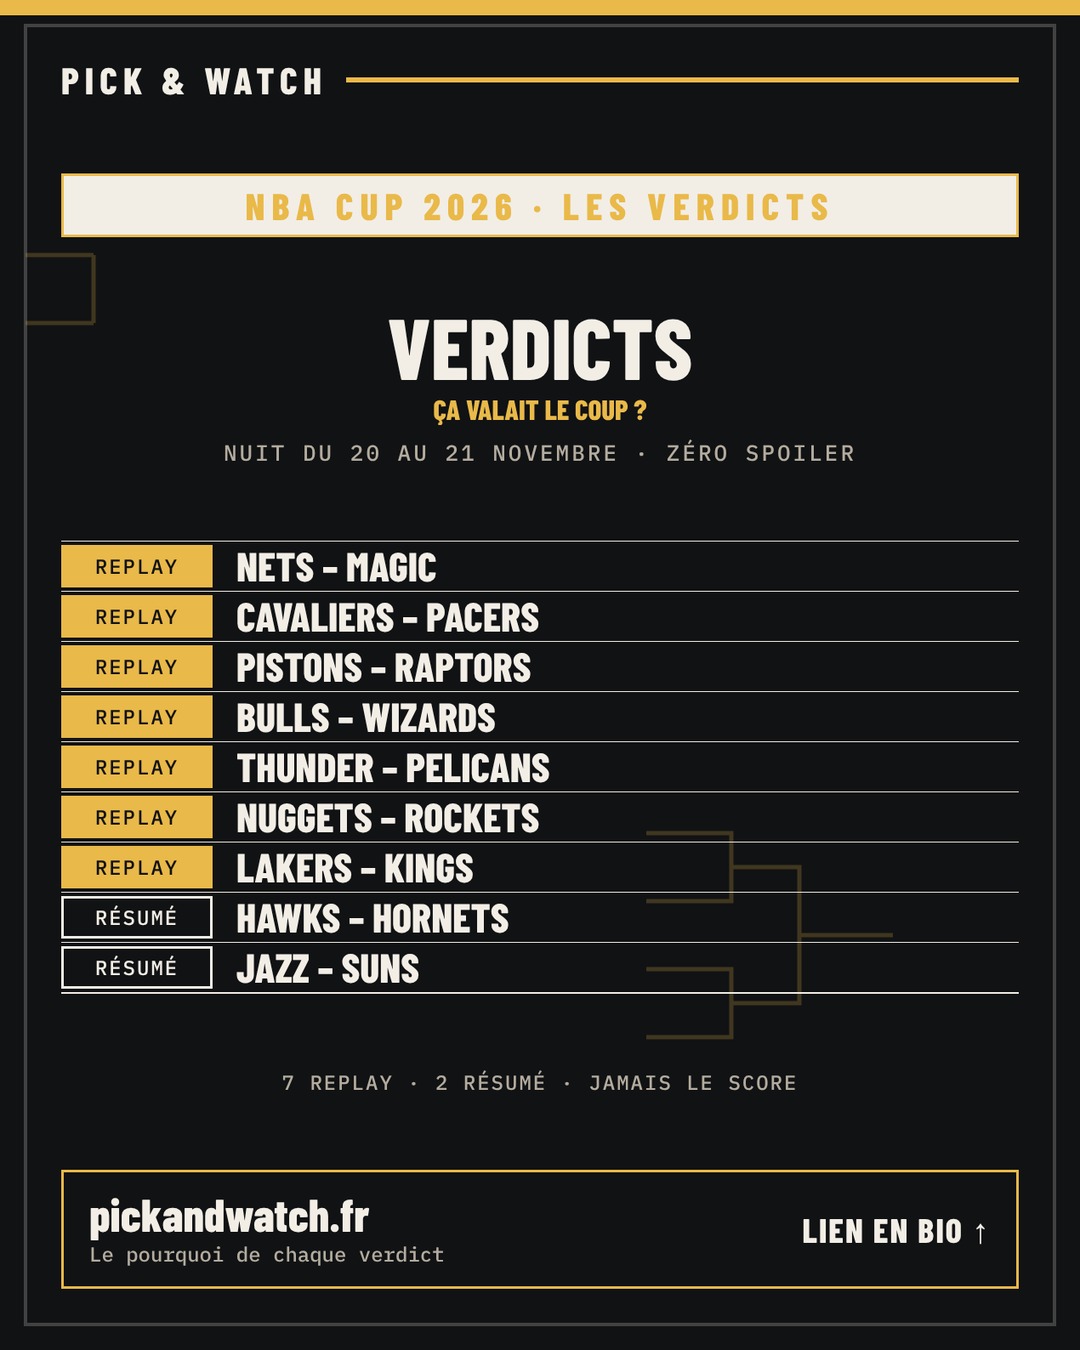 PICK & WATCH
NBA CUP 2026 · LES VERDICTS
VERDICTS
ÇA VALAIT LE COUP ?
NUIT DU 20 AU 21 NOVEMBRE · ZÉRO SPOILER
REPLAY NETS – MAGIC
REPLAY CAVALIERS – PACERS
REPLAY PISTONS – RAPTORS
REPLAY BULLS – WIZARDS
REPLAY THUNDER – PELICANS
REPLAY NUGGETS – ROCKETS
REPLAY LAKERS – KINGS
RÉSUMÉ HAWKS – HORNETS
RÉSUMÉ JAZZ – SUNS
7 REPLAY · 2 RÉSUMÉ · JAMAIS LE SCORE
pickandwatch.fr
Le pourquoi de chaque verdict
LIEN EN BIO ↑